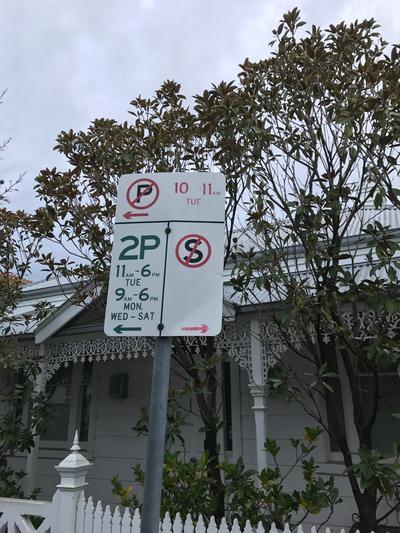 P 10 - 11AM
TUE
2P
11AM - 6PM
TUE
9AM - 6PM
MON,
WED - SAT
S